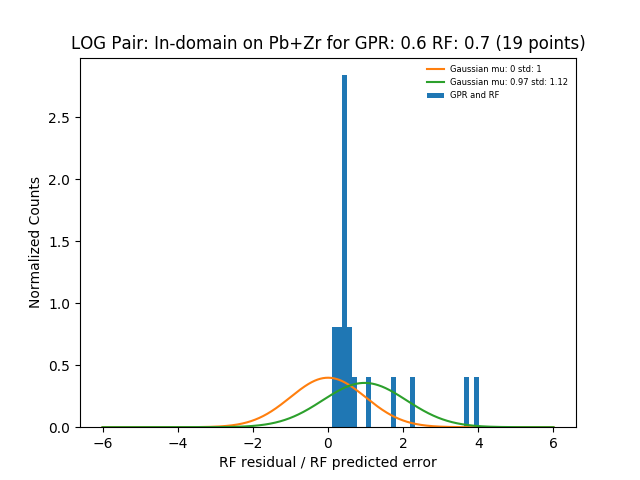 LOG Pair: In-domain on Pb+Zr for GPR: 0.6 RF: 0.7 (19 points)
Gaussian mu: 0 std: 1
Gaussian mu: 0.97 std: 1.12
GPR and RF
Normalized Counts
2.5
2.0
1.5
1.0
0.5
0.0
−6 −4 −2 0 2 4 6
RF residual / RF predicted error